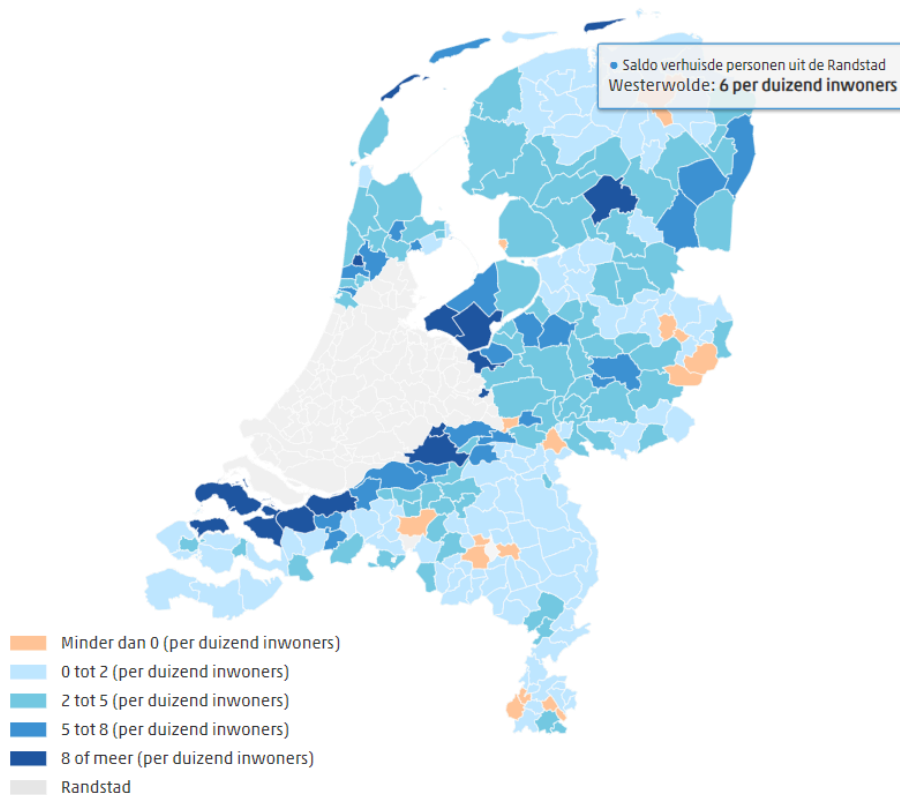 Saldo verhuisde personen uit de Randstad
Westerwolde: 6 per duizend inwoners
Minder dan 0 (per duizend inwoners)
0 tot 2 (per duizend inwoners)
2 tot 5 (per duizend inwoners)
5 tot 8 (per duizend inwoners)
8 of meer (per duizend inwoners)
Randstad